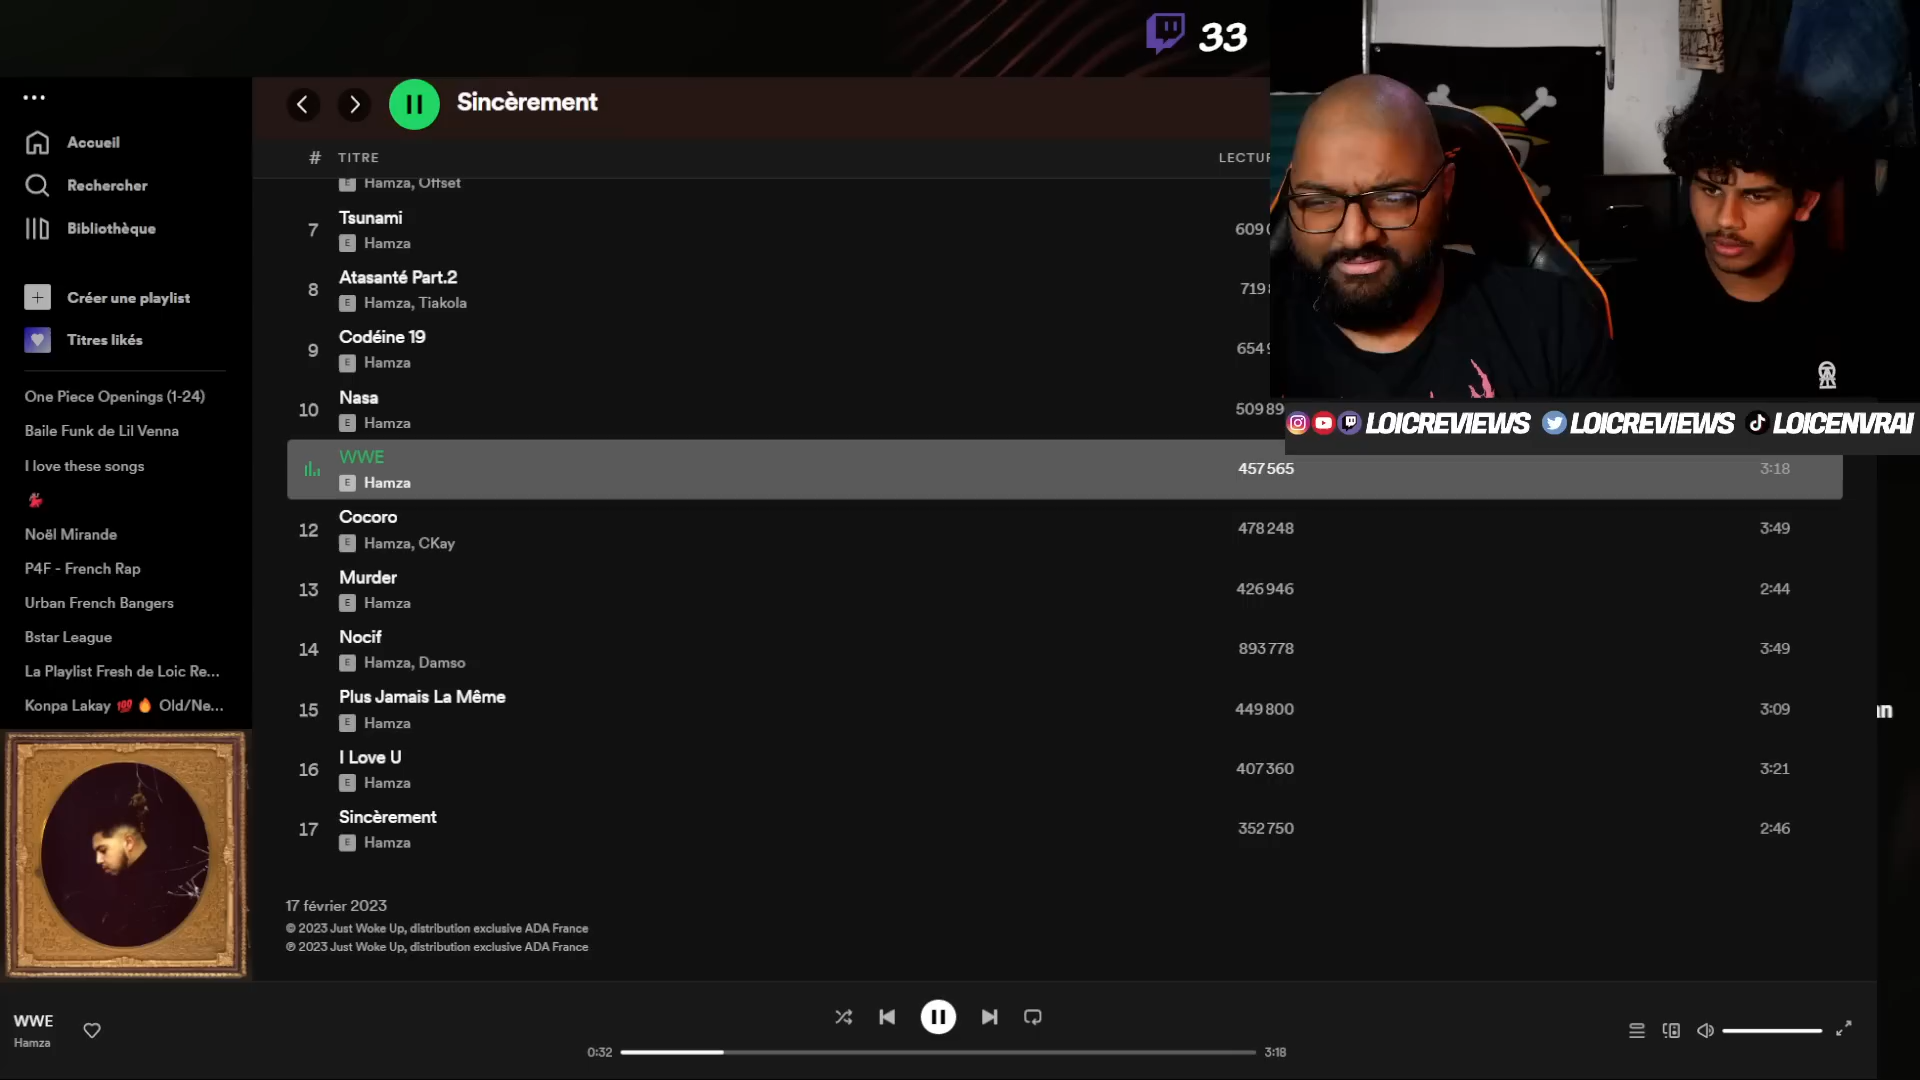 33
Sincèrement
Accueil
Rechercher
Bibliothèque
Créer une playlist
Titres likés
One Piece Openings (1-24)
Baile Funk de Lil Venna
I love these songs
Noël Mirande
P4F - French Rap
Urban French Bangers
Bstar League
La Playlist Fresh de Loic Re...
Konpa Lakay 💯 🔥 Old/Ne...
# TITRE LECTUR
E Hamza, Offset
7 Tsunami 609 0
E Hamza
8 Atasanté Part.2 719
E Hamza, Tiakola
9 Codéine 19 654
E Hamza
10 Nasa 509 89
E Hamza
WWE 457 565 3:18
E Hamza
12 Cocoro 478 248 3:49
E Hamza, CKay
13 Murder 426 946 2:44
E Hamza
14 Nocif 893 778 3:49
E Hamza, Damso
15 Plus Jamais La Même 449 800 3:09
E Hamza
16 I Love U 407 360 3:21
E Hamza
17 Sincèrement 352 750 2:46
E Hamza
17 février 2023
© 2023 Just Woke Up, distribution exclusive ADA France
℗ 2023 Just Woke Up, distribution exclusive ADA France
LOICREVIEWS LOICREVIEWS LOICENVRAI
WWE
Hamza
0:32 3:18